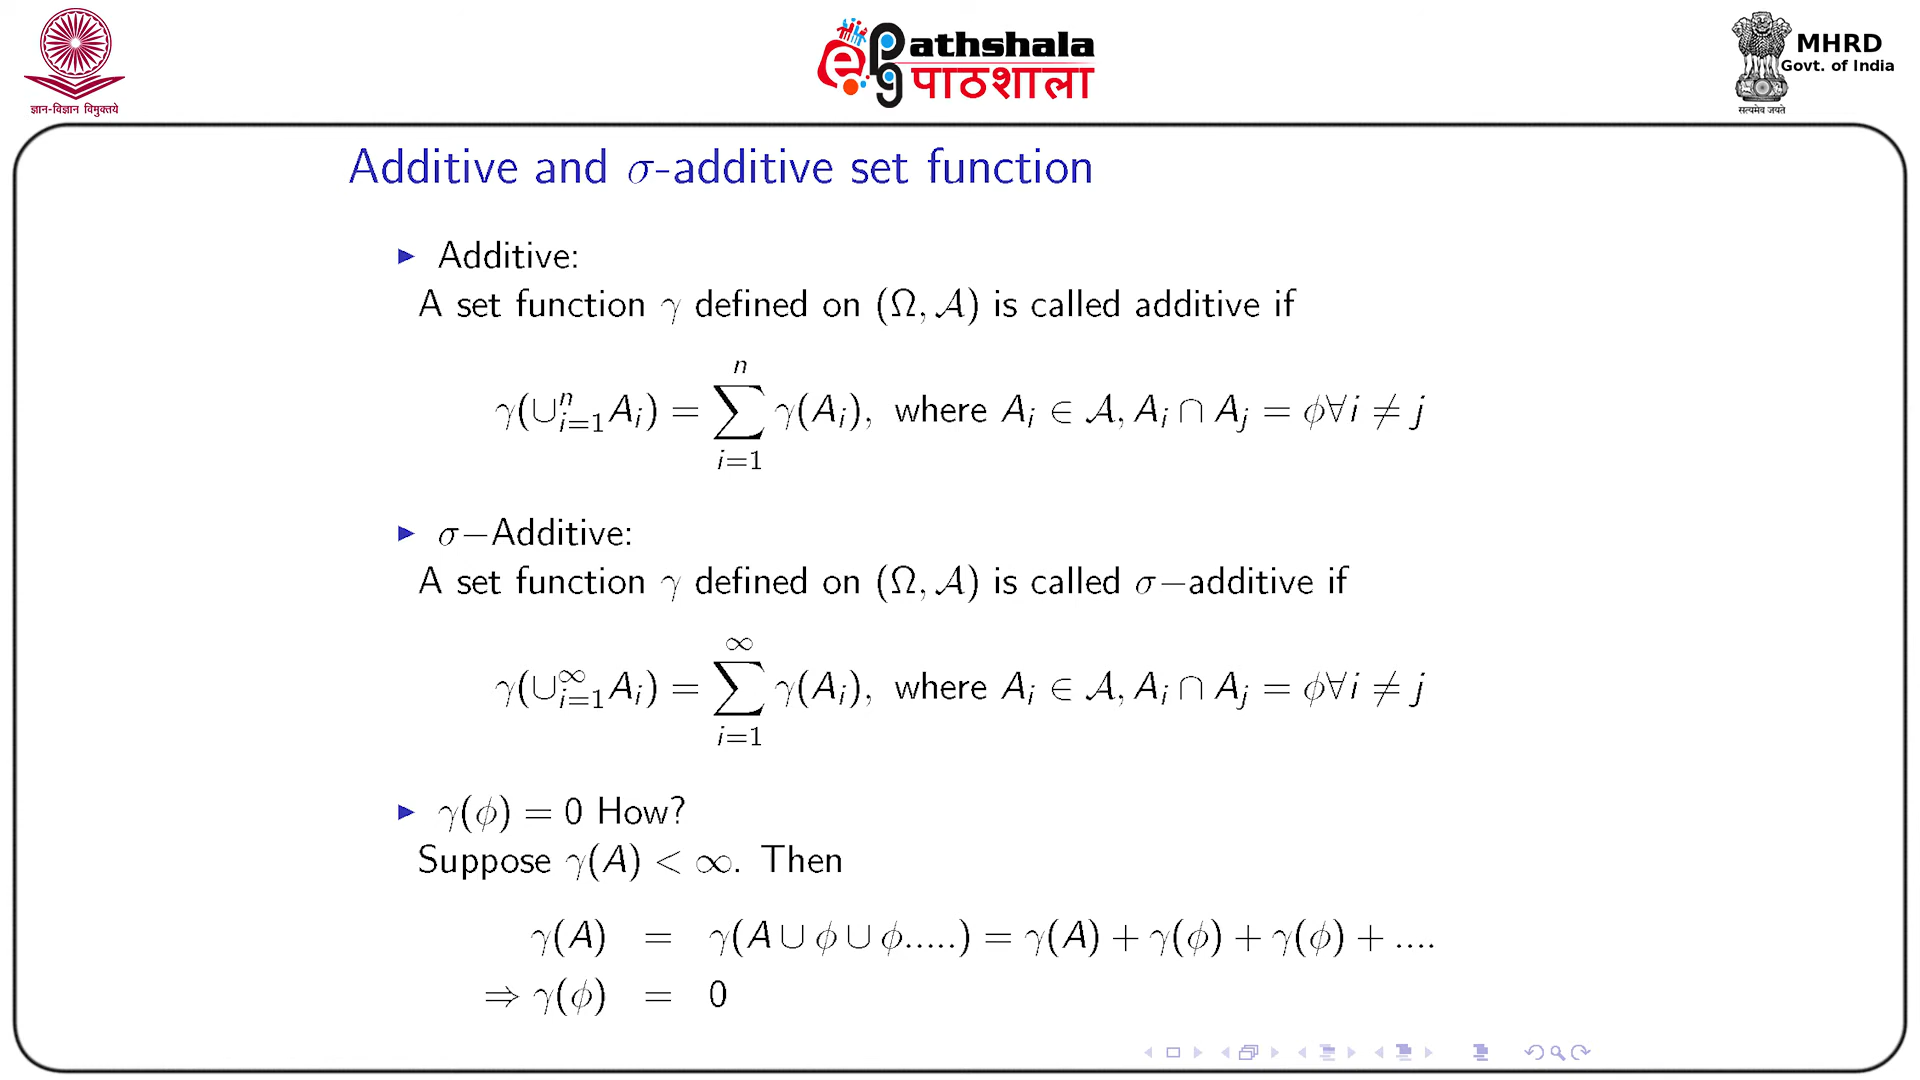 ज्ञान-विज्ञान विमुक्तये
e
pg
Pathshala
पाठशाला
MHRD
Govt. of India
सत्यमेव जयते
Additive and σ-additive set function
▶ Additive:
A set function γ defined on (Ω, 𝒜) is called additive if
γ(∪ⁿᵢ₌₁Aᵢ) = ∑ⁿᵢ₌₁ γ(Aᵢ), where Aᵢ ∈ 𝒜, Aᵢ ∩ Aⱼ = ϕ∀i ≠ j
▶ σ−Additive:
A set function γ defined on (Ω, 𝒜) is called σ−additive if
γ(∪^∞ᵢ₌₁Aᵢ) = ∑^∞ᵢ₌₁ γ(Aᵢ), where Aᵢ ∈ 𝒜, Aᵢ ∩ Aⱼ = ϕ∀i ≠ j
▶ γ(ϕ) = 0 How?
Suppose γ(A) < ∞. Then
γ(A) = γ(A ∪ ϕ ∪ ϕ.....) = γ(A) + γ(ϕ) + γ(ϕ) + ....
⇒ γ(ϕ) = 0